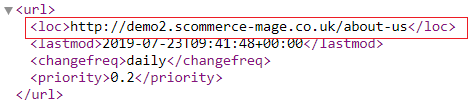 ▼<url>
<loc>http://demo2.scommerce-mage.co.uk/about-us</loc>
<lastmod>2019-07-23T09:41:48+00:00</lastmod>
<changefreq>daily</changefreq>
<priority>0.2</priority>
</url>